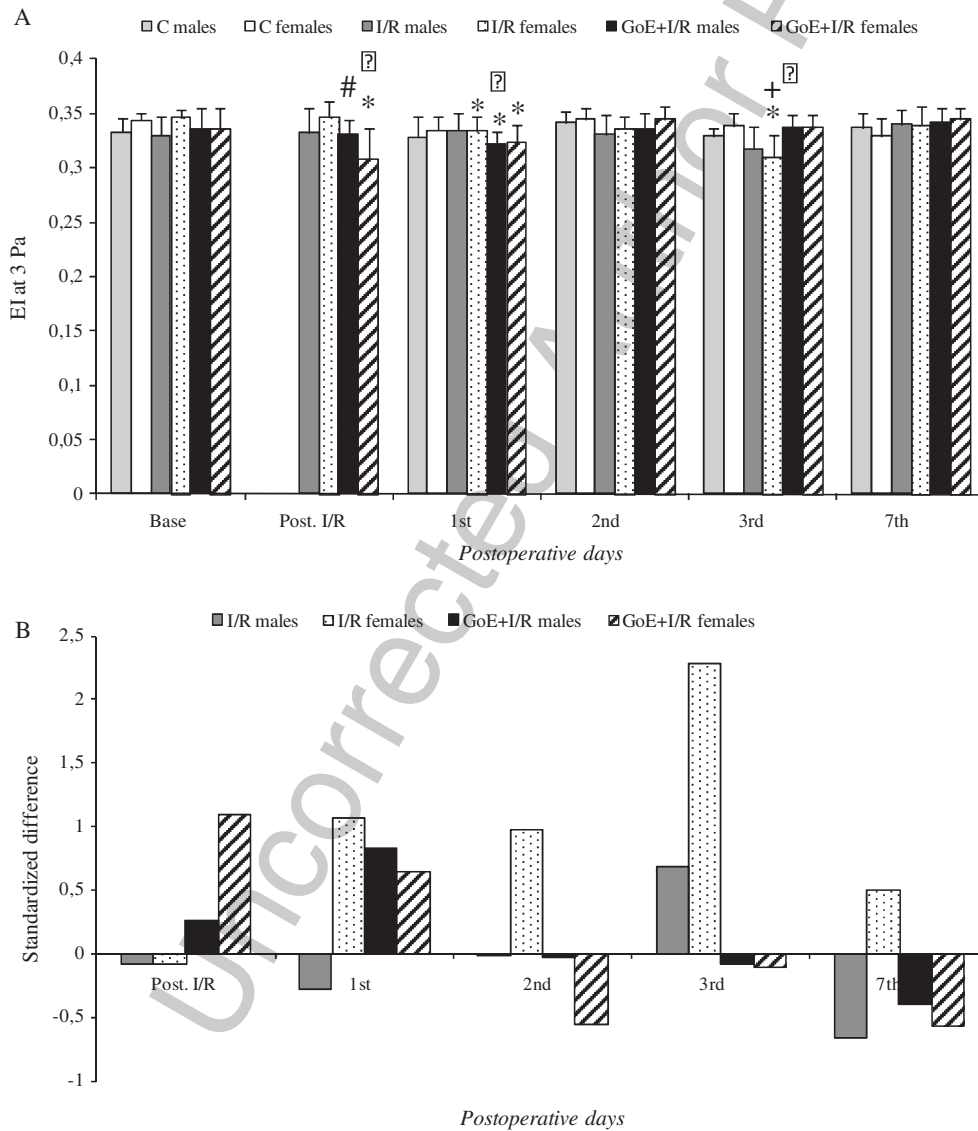 A
C males C females I/R males I/R females GoE+I/R males GoE+I/R females
0,4
0,35
0,3
0,25
0,2
0,15
0,1
0,05
0
EI at 3 Pa
# ? * * ? * * + * ?
Base Post. I/R 1st 2nd 3rd 7th
Postoperative days
B
I/R males I/R females GoE+I/R males GoE+I/R females
2,5
2
1,5
1
0,5
0
-0,5
-1
Standardized difference
Post. I/R 1st 2nd 3rd 7th
Postoperative days
Uncorrected Author